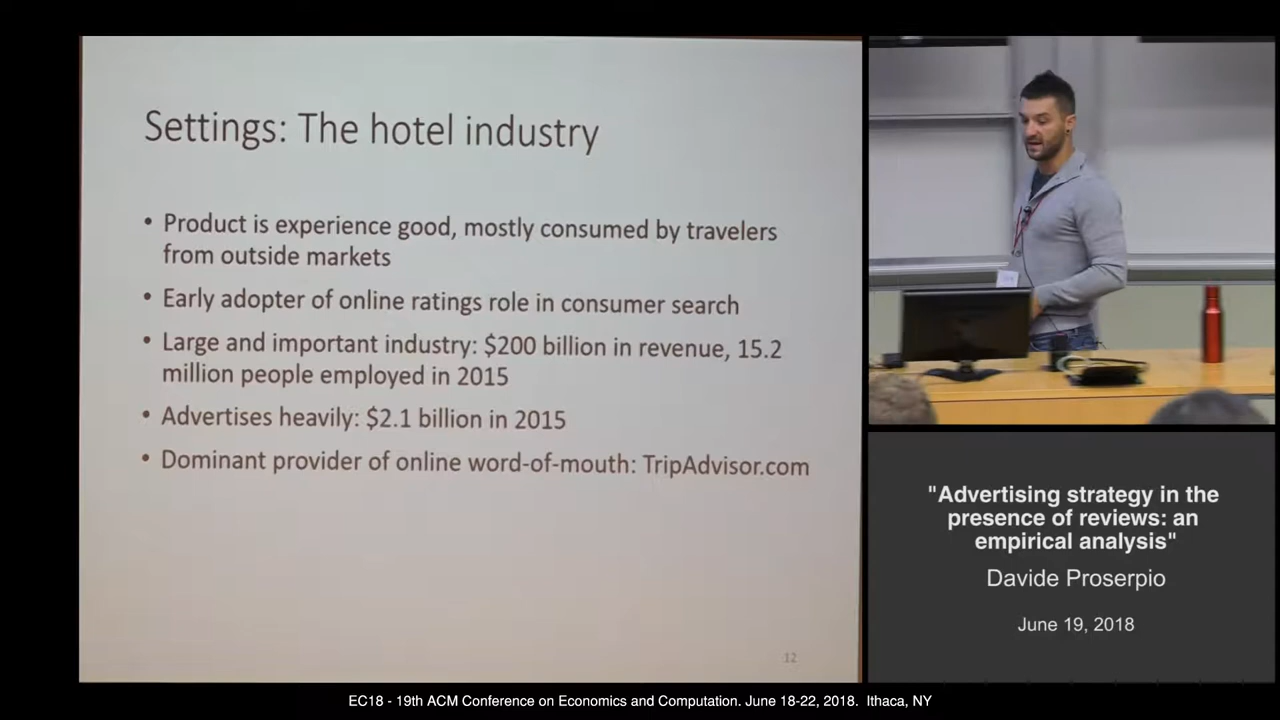 Settings: The hotel industry
• Product is experience good, mostly consumed by travelers
from outside markets
• Early adopter of online ratings role in consumer search
• Large and important industry: $200 billion in revenue, 15.2
million people employed in 2015
• Advertises heavily: $2.1 billion in 2015
• Dominant provider of online word-of-mouth: TripAdvisor.com
12
"Advertising strategy in the
presence of reviews: an
empirical analysis"
Davide Proserpio
June 19, 2018
EC18 - 19th ACM Conference on Economics and Computation. June 18-22, 2018. Ithaca, NY